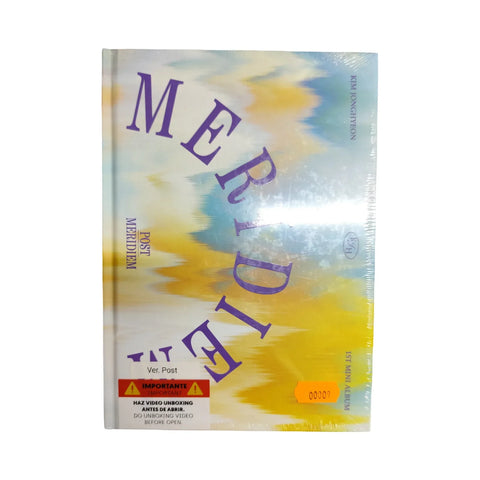 MERIDIEM
KIM JONGHYEON
POST
MERIDIEM
1ST MINI ALBUM
Ver. Post
IMPORTANTE
HAZ VIDEO UNBOXING
ANTES DE ABRIR.
DO UNBOXING VIDEO
BEFORE OPEN.